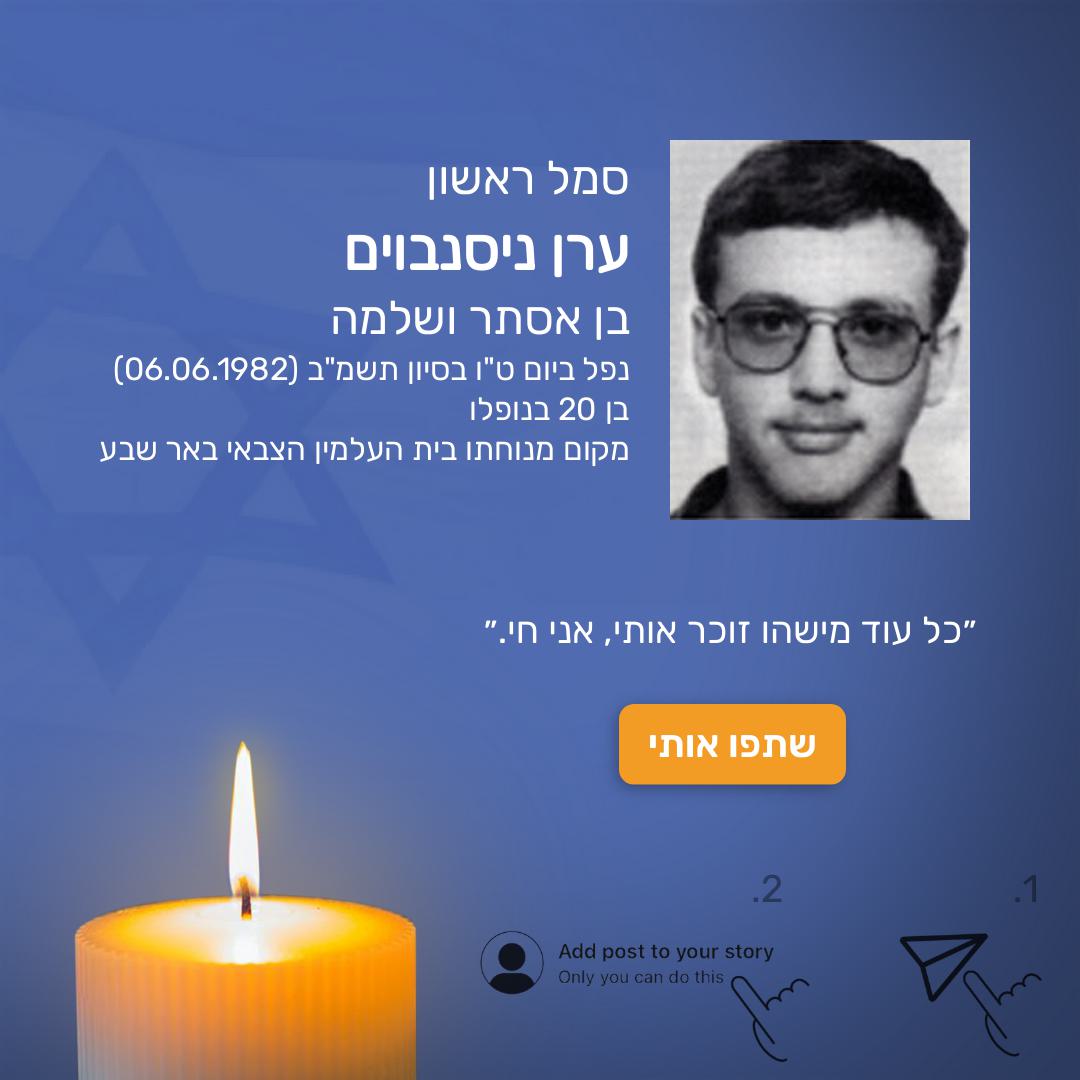 סמל ראשון
ערן ניסנבוים
בן אסתר ושלמה
נפל ביום ט"ו בסיון תשמ"ב (06.06.1982)
בן 20 בנופלו
מקום מנוחתו בית העלמין הצבאי באר שבע
״כל עוד מישהו זוכר אותי, אני חי.״
שתפו אותי
1.
2.
Add post to your story
Only you can do this